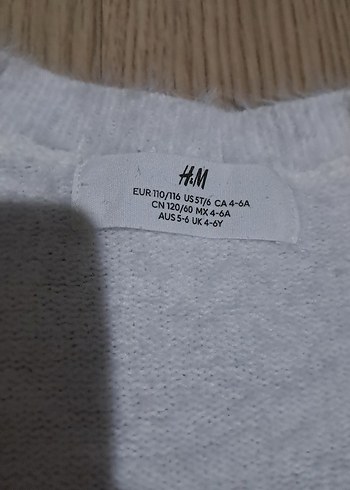 H&M
EUR 110/116 US 5T/6 CA 4-6A
CN 120/60 MX 4-6A
AUS 5-6 UK 4-6Y